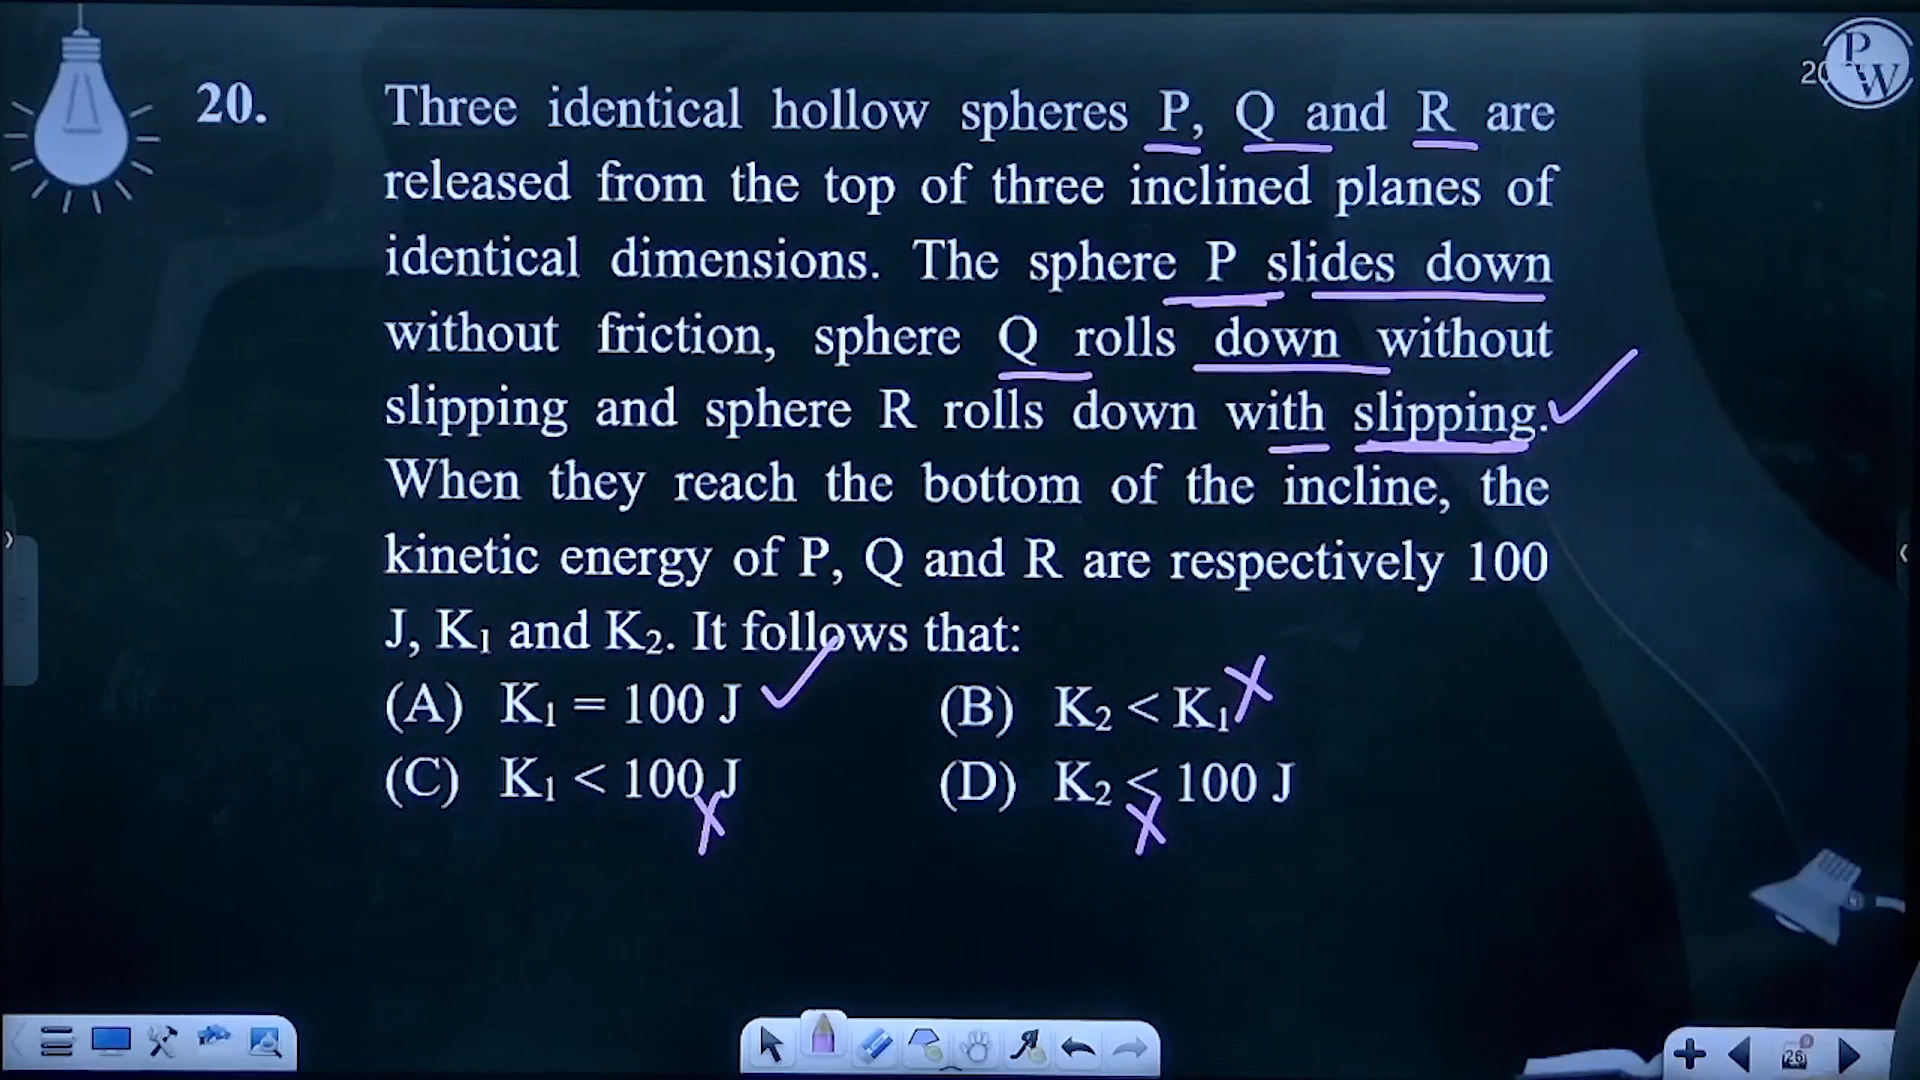 P
W
20.
Three identical hollow spheres P, Q and R are
released from the top of three inclined planes of
identical dimensions. The sphere P slides down
without friction, sphere Q rolls down without
slipping and sphere R rolls down with slipping.
When they reach the bottom of the incline, the
kinetic energy of P, Q and R are respectively 100
J, K₁ and K₂. It follows that:
(A) K₁ = 100 J (B) K₂ < K₁
(C) K₁ < 100 J (D) K₂ < 100 J
26